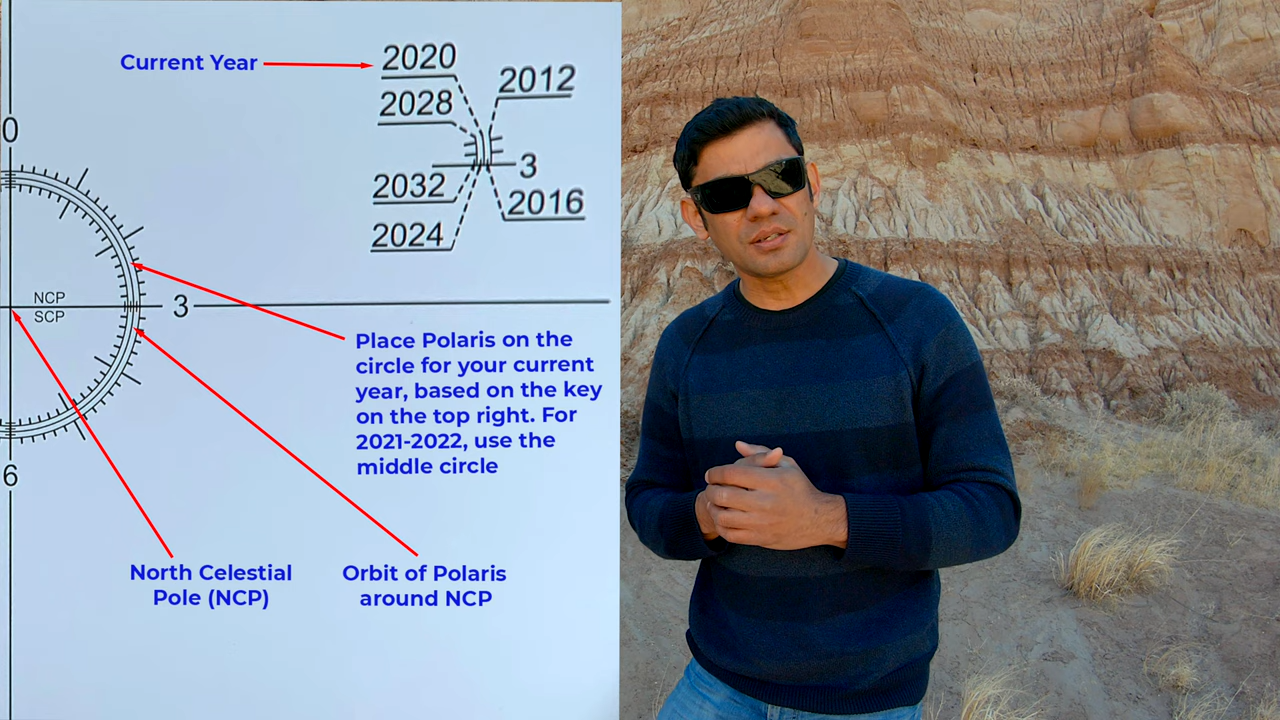 Current Year
2020
2012
2028
0
3
2032
2016
2024
NCP
SCP
3
Place Polaris on the
circle for your current
year, based on the key
on the top right. For
2021-2022, use the
middle circle
6
North Celestial
Pole (NCP)
Orbit of Polaris
around NCP